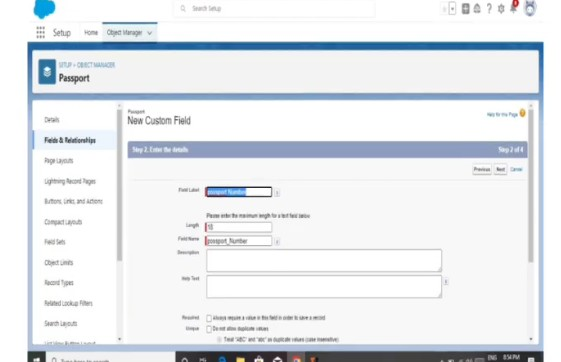 Search Setup
Setup
Home
Object Manager
SETUP > OBJECT MANAGER
Passport
Details
Fields & Relationships
Page Layouts
Lightning Record Pages
Buttons, Links, and Actions
Compact Layouts
Field Sets
Object Limits
Record Types
Related Lookup Filters
Search Layouts
List View Button Layout
Passport
New Custom Field
Help for this Page
Step 2. Enter the details
Step 2 of 4
Previous
Next
Cancel
Field Label
passport Number
Please enter the maximum length for a text field below.
Length
10
Field Name
passport_Number
Description
Help Text
Required
Always require a value in this field in order to save a record
Unique
Do not allow duplicate values
Treat "ABC" and "abc" as duplicate values (case insensitive)
Type here to search
ENG
8:54 PM